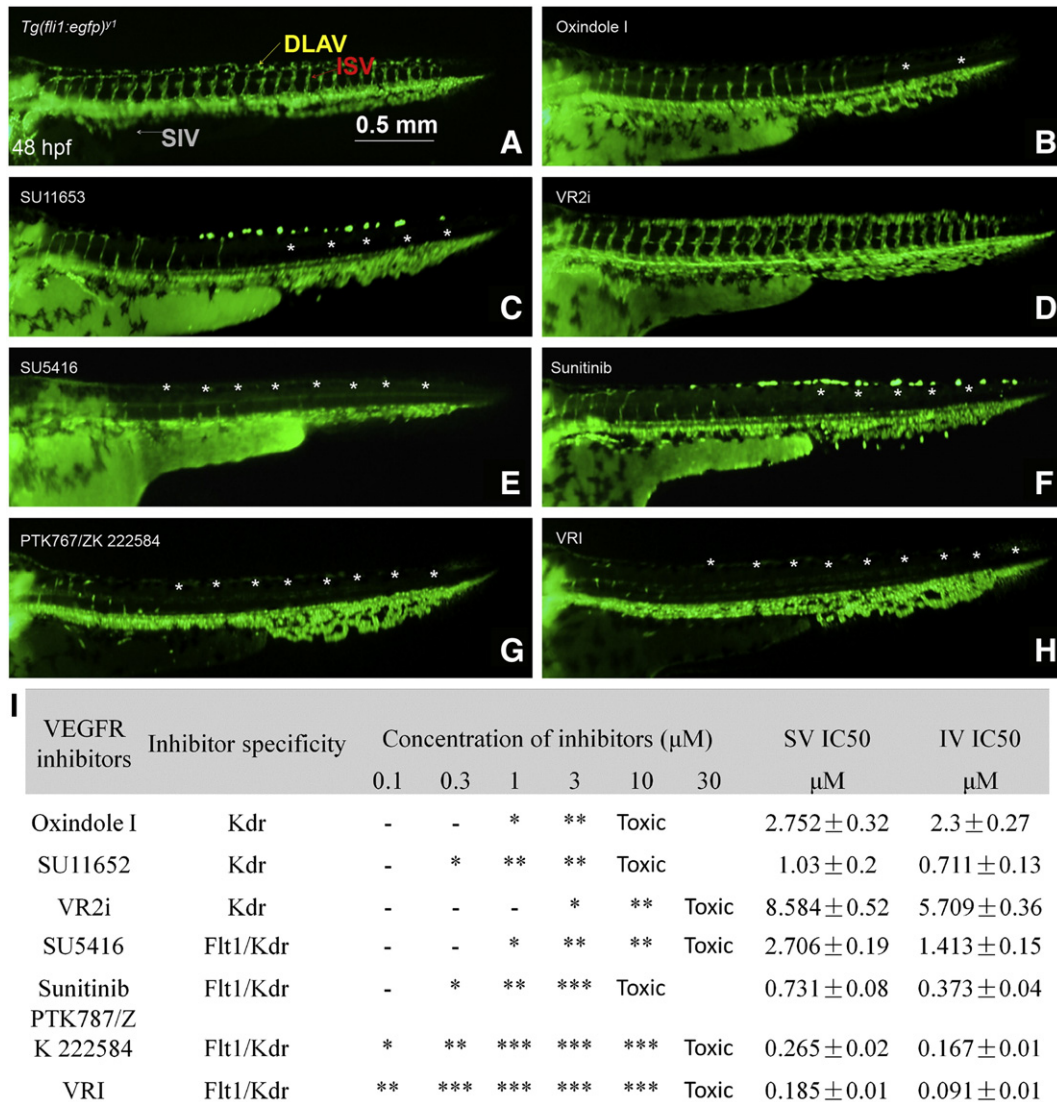 Tg(fli1:egfp)y1
DLAV
ISV
SIV
0.5 mm
48 hpf
A
Oxindole I
* *
B
SU11653
* * * * *
C
VR2i
D
SU5416
* * * * * * * *
E
Sunitinib
* * * * *
F
PTK767/ZK 222584
* * * * * * * *
G
VRI
* * * * * * * * *
H
I
VEGFR inhibitors Inhibitor specificity Concentration of inhibitors (μM) SV IC50 IV IC50
0.1 0.3 1 3 10 30 μM μM
Oxindole I Kdr - - * ** Toxic 2.752±0.32 2.3±0.27
SU11652 Kdr - * ** ** Toxic 1.03±0.2 0.711±0.13
VR2i Kdr - - - * ** Toxic 8.584±0.52 5.709±0.36
SU5416 Flt1/Kdr - - * ** ** Toxic 2.706±0.19 1.413±0.15
Sunitinib Flt1/Kdr - * ** *** Toxic 0.731±0.08 0.373±0.04
PTK787/Z
K 222584 Flt1/Kdr * ** *** *** *** Toxic 0.265±0.02 0.167±0.01
VRI Flt1/Kdr ** *** *** *** *** Toxic 0.185±0.01 0.091±0.01